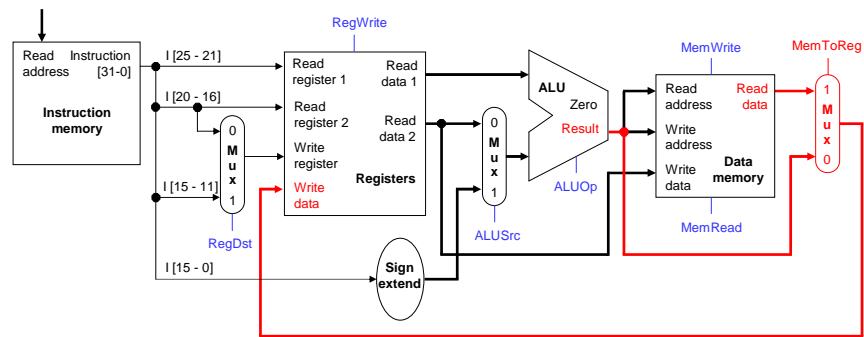 RegWrite
Read address
Instruction [31-0]
Instruction memory
I [25 - 21]
I [20 - 16]
I [15 - 11]
I [15 - 0]
0
M
u
x
1
RegDst
Read register 1
Read register 2
Write register
Write data
Read data 1
Read data 2
Registers
Sign extend
0
M
u
x
1
ALUSrc
ALU
Zero
Result
ALUOp
MemWrite
Read address
Write address
Write data
Read data
Data memory
MemRead
MemToReg
1
M
u
x
0